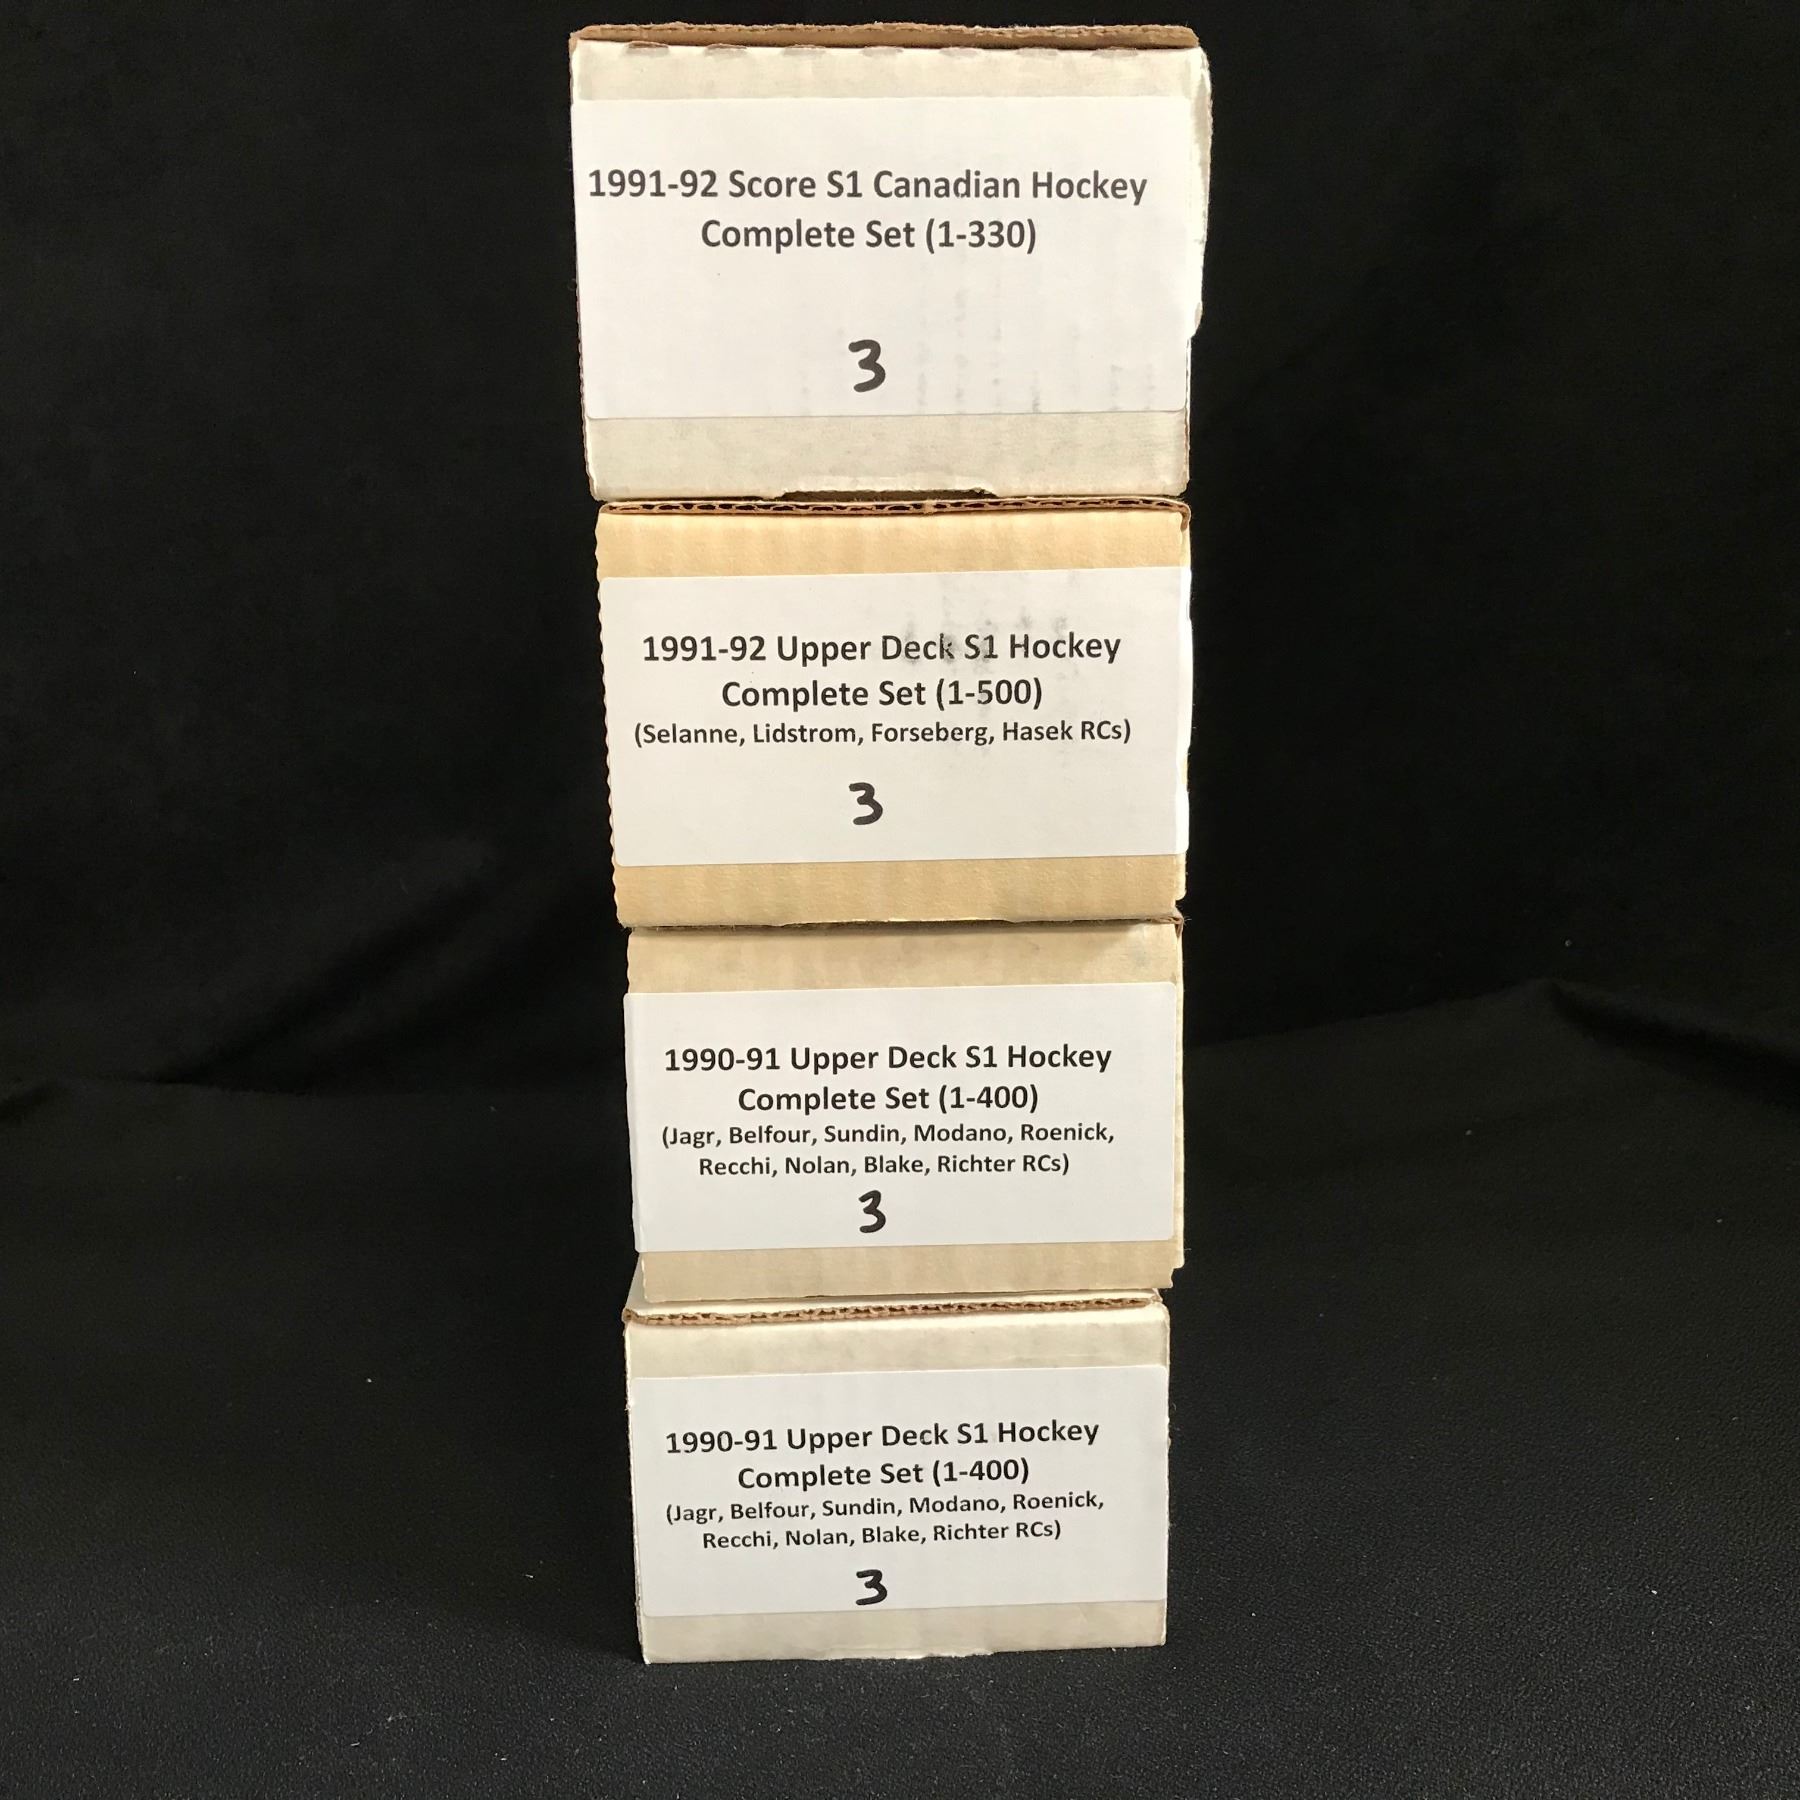 1991-92 Score S1 Canadian Hockey
Complete Set (1-330)
3
1991-92 Upper Deck S1 Hockey
Complete Set (1-500)
(Selanne, Lidstrom, Forseberg, Hasek RCs)
3
1990-91 Upper Deck S1 Hockey
Complete Set (1-400)
(Jagr, Belfour, Sundin, Modano, Roenick,
Recchi, Nolan, Blake, Richter RCs)
3
1990-91 Upper Deck S1 Hockey
Complete Set (1-400)
(Jagr, Belfour, Sundin, Modano, Roenick,
Recchi, Nolan, Blake, Richter RCs)
3